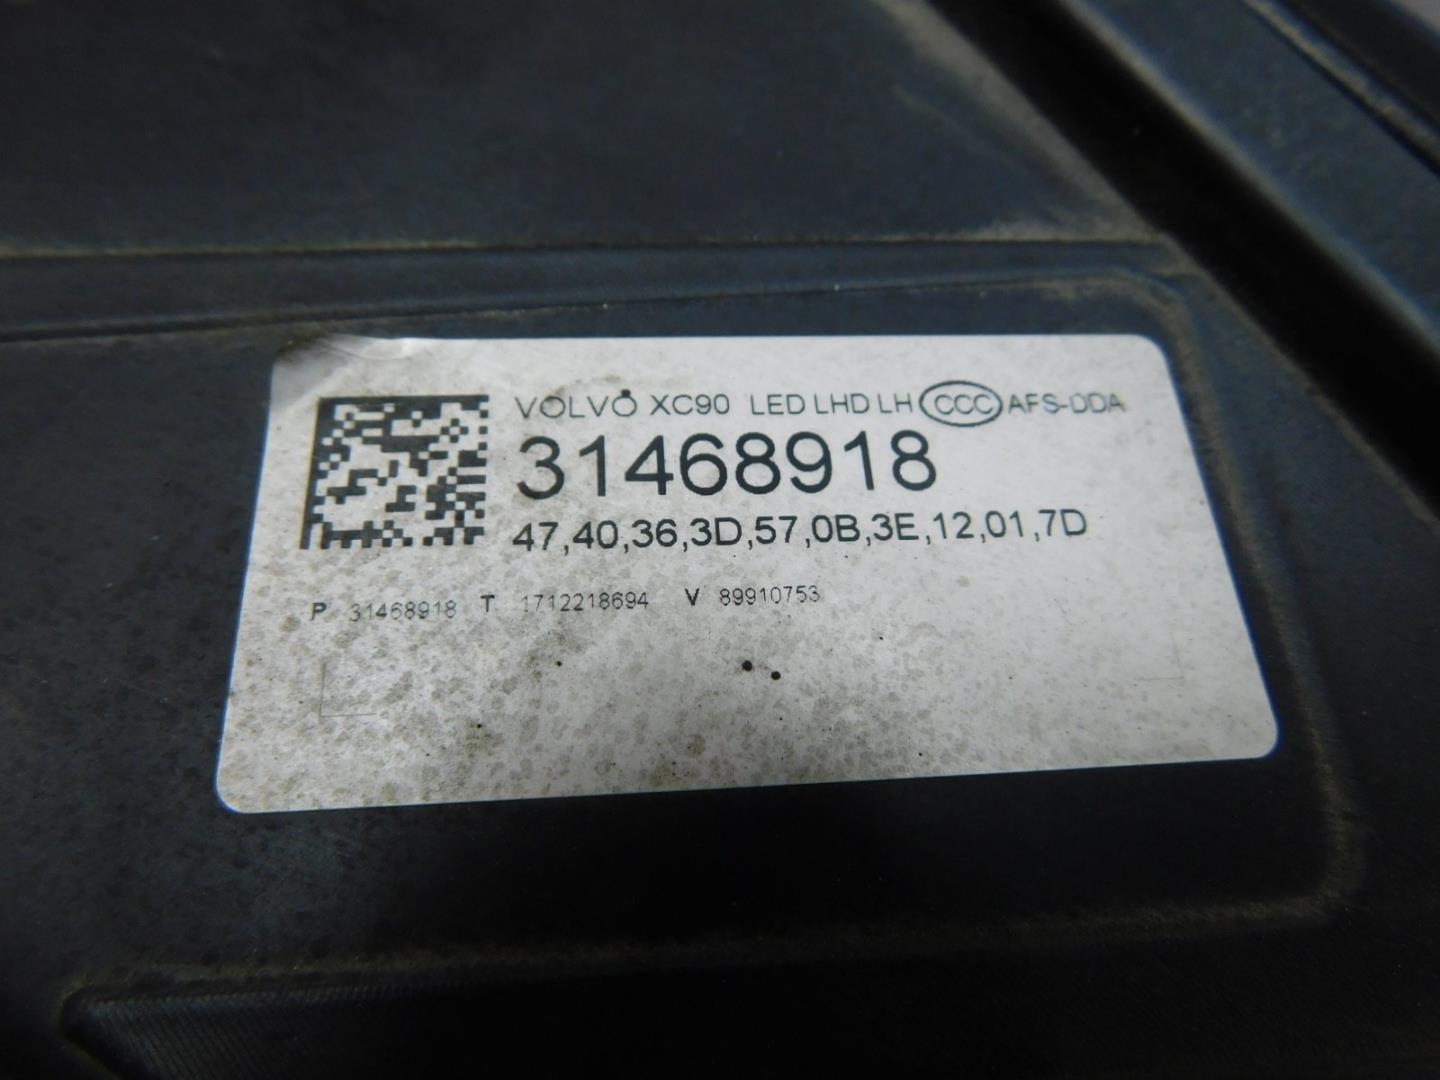 VOLVO XC90 LED LHD LH CCC AFS-DDA
31468918
47,40,36,3D,57,0B,3E,12,01,7D
P 31468918 T 1712218694 V 89910753